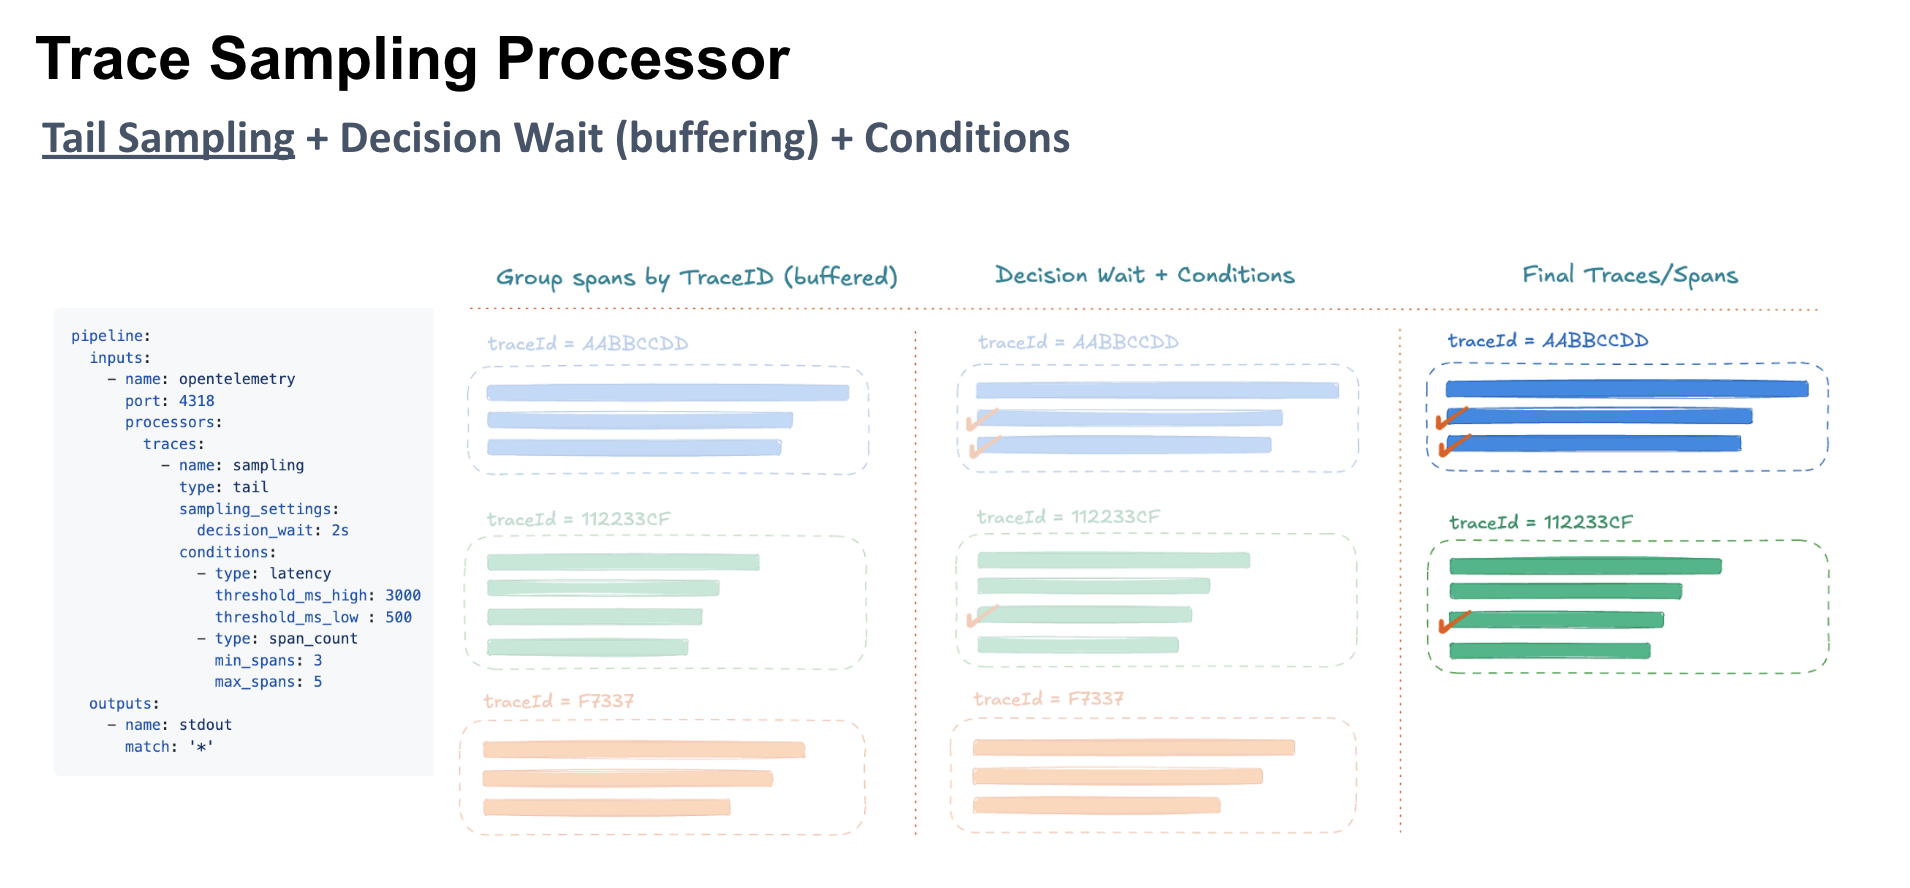 Trace Sampling Processor
Tail Sampling + Decision Wait (buffering) + Conditions
pipeline:
  inputs:
    - name: opentelemetry
      port: 4318
      processors:
        traces:
          - name: sampling
            type: tail
            sampling_settings:
              decision_wait: 2s
            conditions:
              - type: latency
                threshold_ms_high: 3000
                threshold_ms_low : 500
              - type: span_count
                min_spans: 3
                max_spans: 5
  outputs:
    - name: stdout
      match: '*'
Group spans by TraceID (buffered)
traceId = AABBCCDD
traceId = 112233CF
traceId = F7337
Decision Wait + Conditions
traceId = AABBCCDD
traceId = 112233CF
traceId = F7337
Final Traces/Spans
traceId = AABBCCDD
traceId = 112233CF